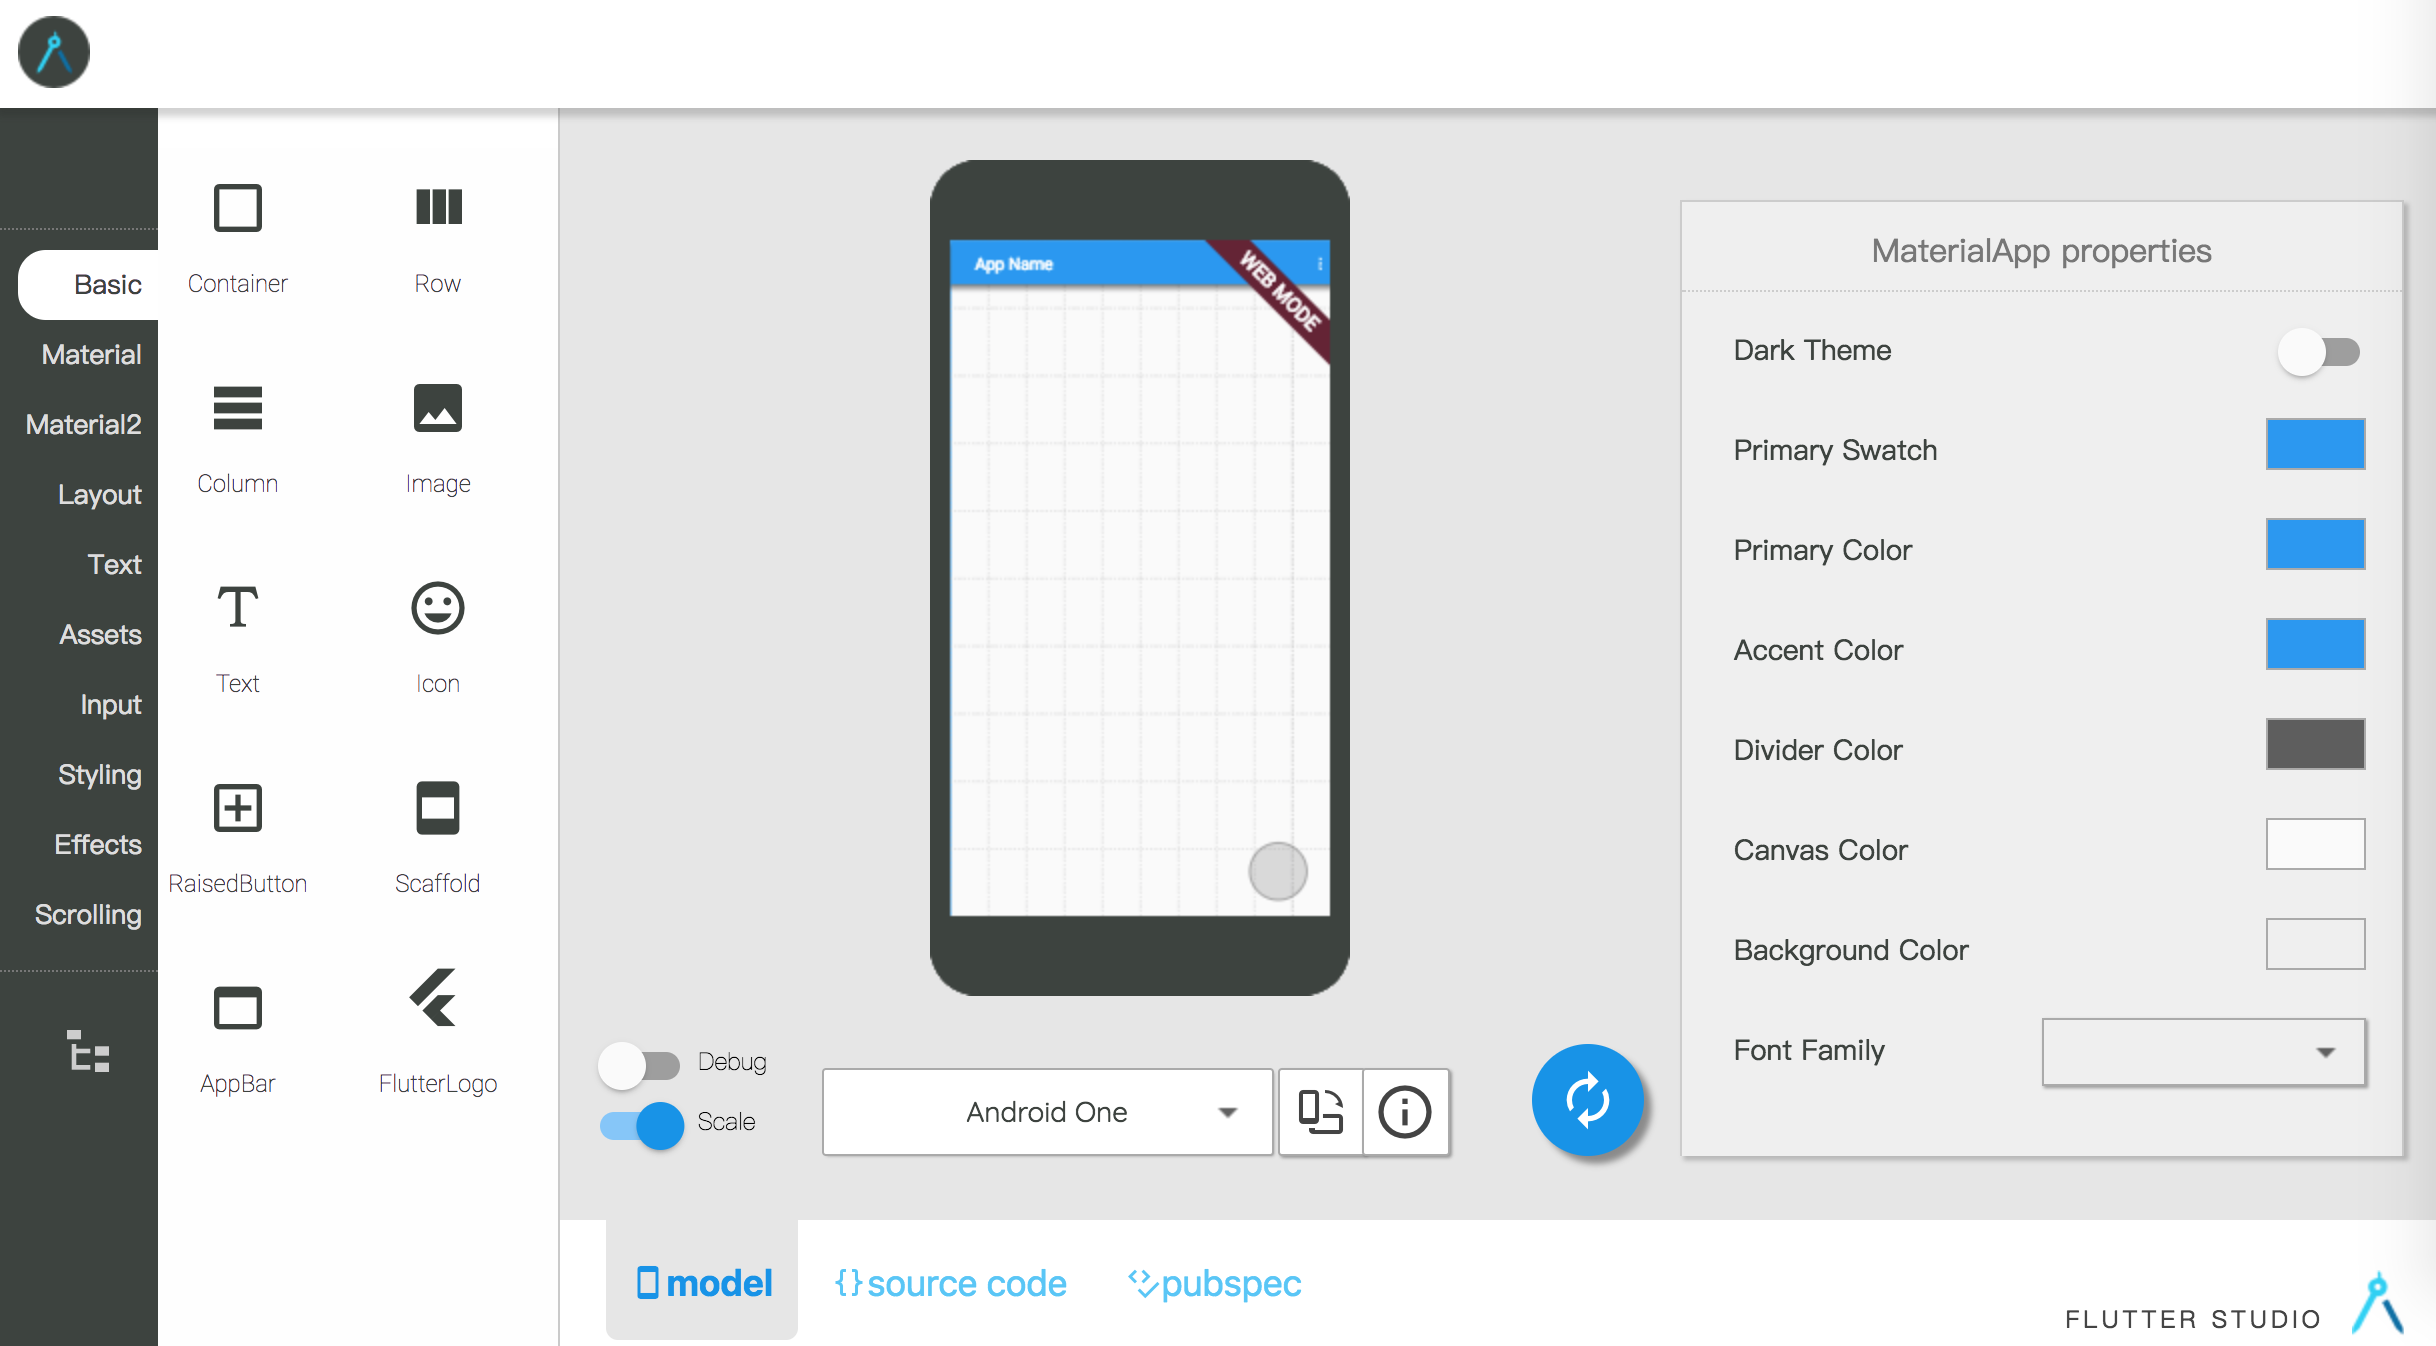 Basic
Material
Material2
Layout
Text
Assets
Input
Styling
Effects
Scrolling
Container
Row
Column
Image
Text
Icon
RaisedButton
Scaffold
AppBar
FlutterLogo
App Name
WEB MODE
Debug
Scale
Android One
MaterialApp properties
Dark Theme
Primary Swatch
Primary Color
Accent Color
Divider Color
Canvas Color
Background Color
Font Family
model
{}source code
pubspec
FLUTTER STUDIO